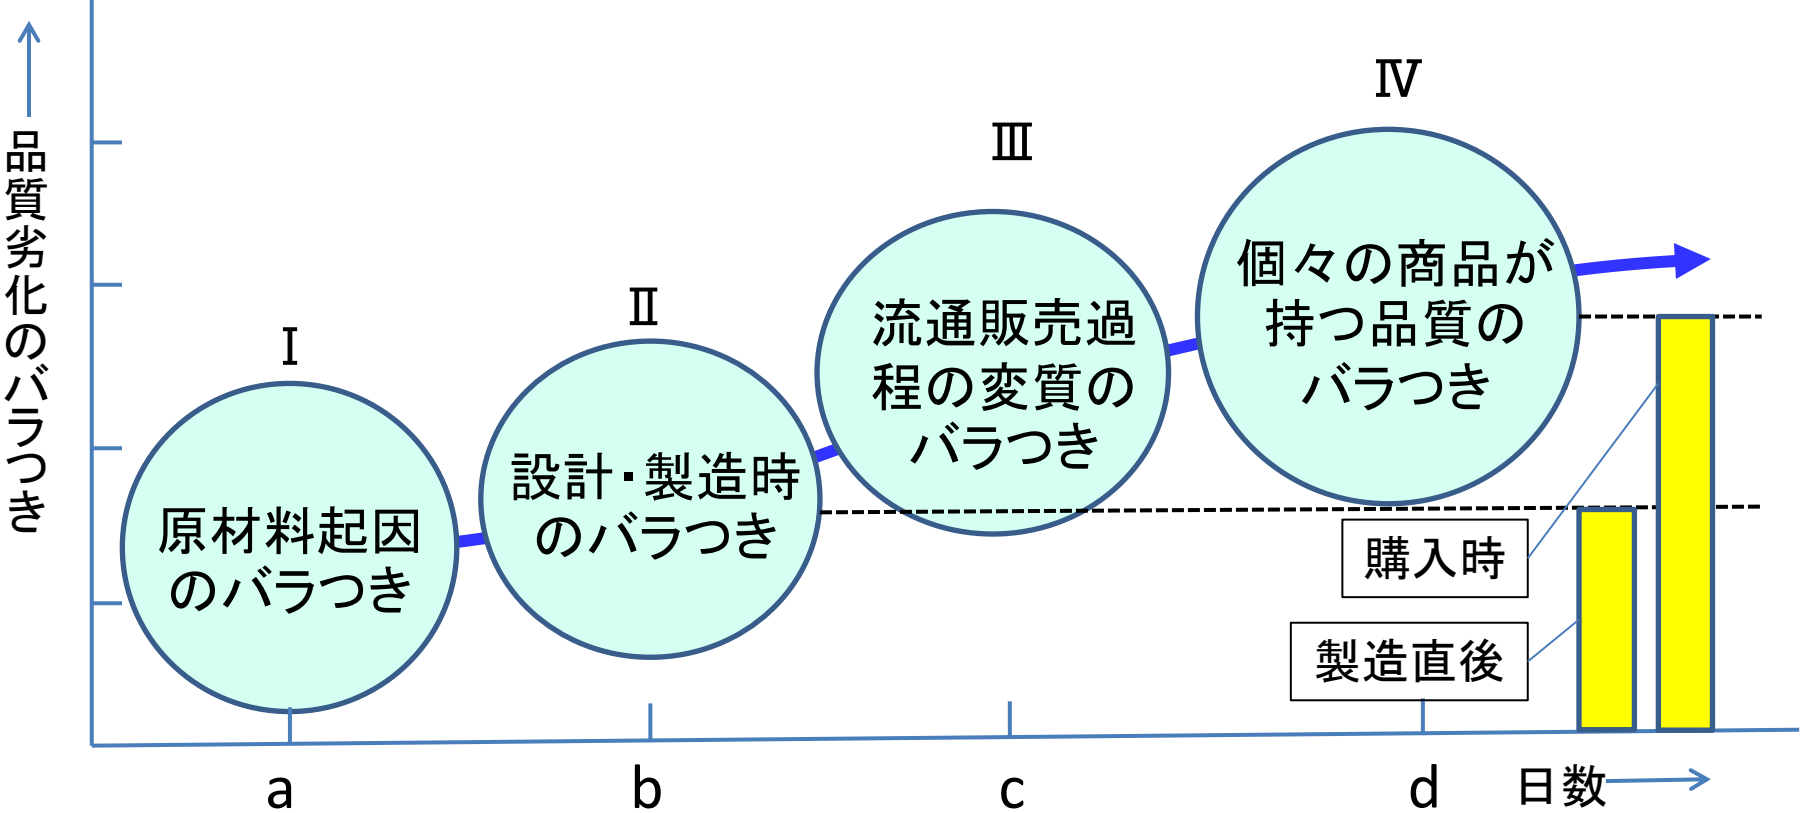 品質劣化のバラつき
Ⅰ
原材料起因
のバラつき
Ⅱ
設計・製造時
のバラつき
Ⅲ
流通販売過
程の変質の
バラつき
Ⅳ
個々の商品が
持つ品質の
バラつき
購入時
製造直後
a
b
c
d
日数